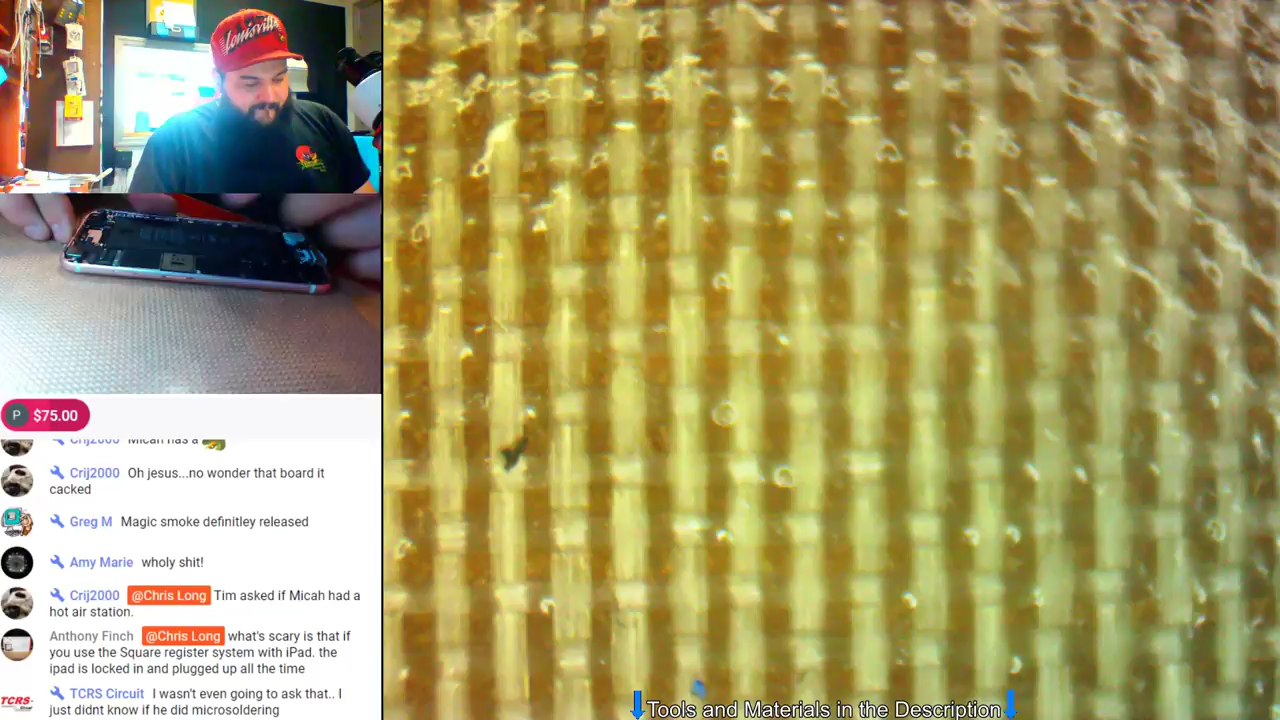 Louisville
P $75.00
Crij2000 Micah has a
Crij2000 Oh jesus...no wonder that board it
cacked
Greg M Magic smoke definitley released
Amy Marie wholy shit!
Crij2000 @Chris Long Tim asked if Micah had a
hot air station.
Anthony Finch @Chris Long what's scary is that if
you use the Square register system with iPad. the
ipad is locked in and plugged up all the time
TCRS Circuit I wasn't even going to ask that.. I
just didnt know if he did microsoldering
TCRS
Tools and Materials in the Description